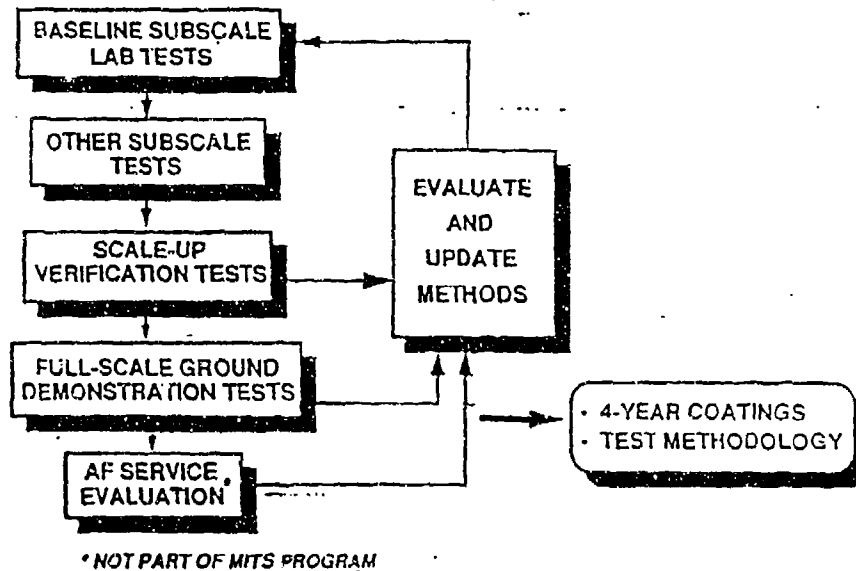 BASELINE SUBSCALE
LAB TESTS
OTHER SUBSCALE
TESTS
SCALE-UP
VERIFICATION TESTS
FULL-SCALE GROUND
DEMONSTRATION TESTS
AF SERVICE *
EVALUATION
EVALUATE
AND
UPDATE
METHODS
• 4-YEAR COATINGS
• TEST METHODOLOGY
* NOT PART OF MITS PROGRAM